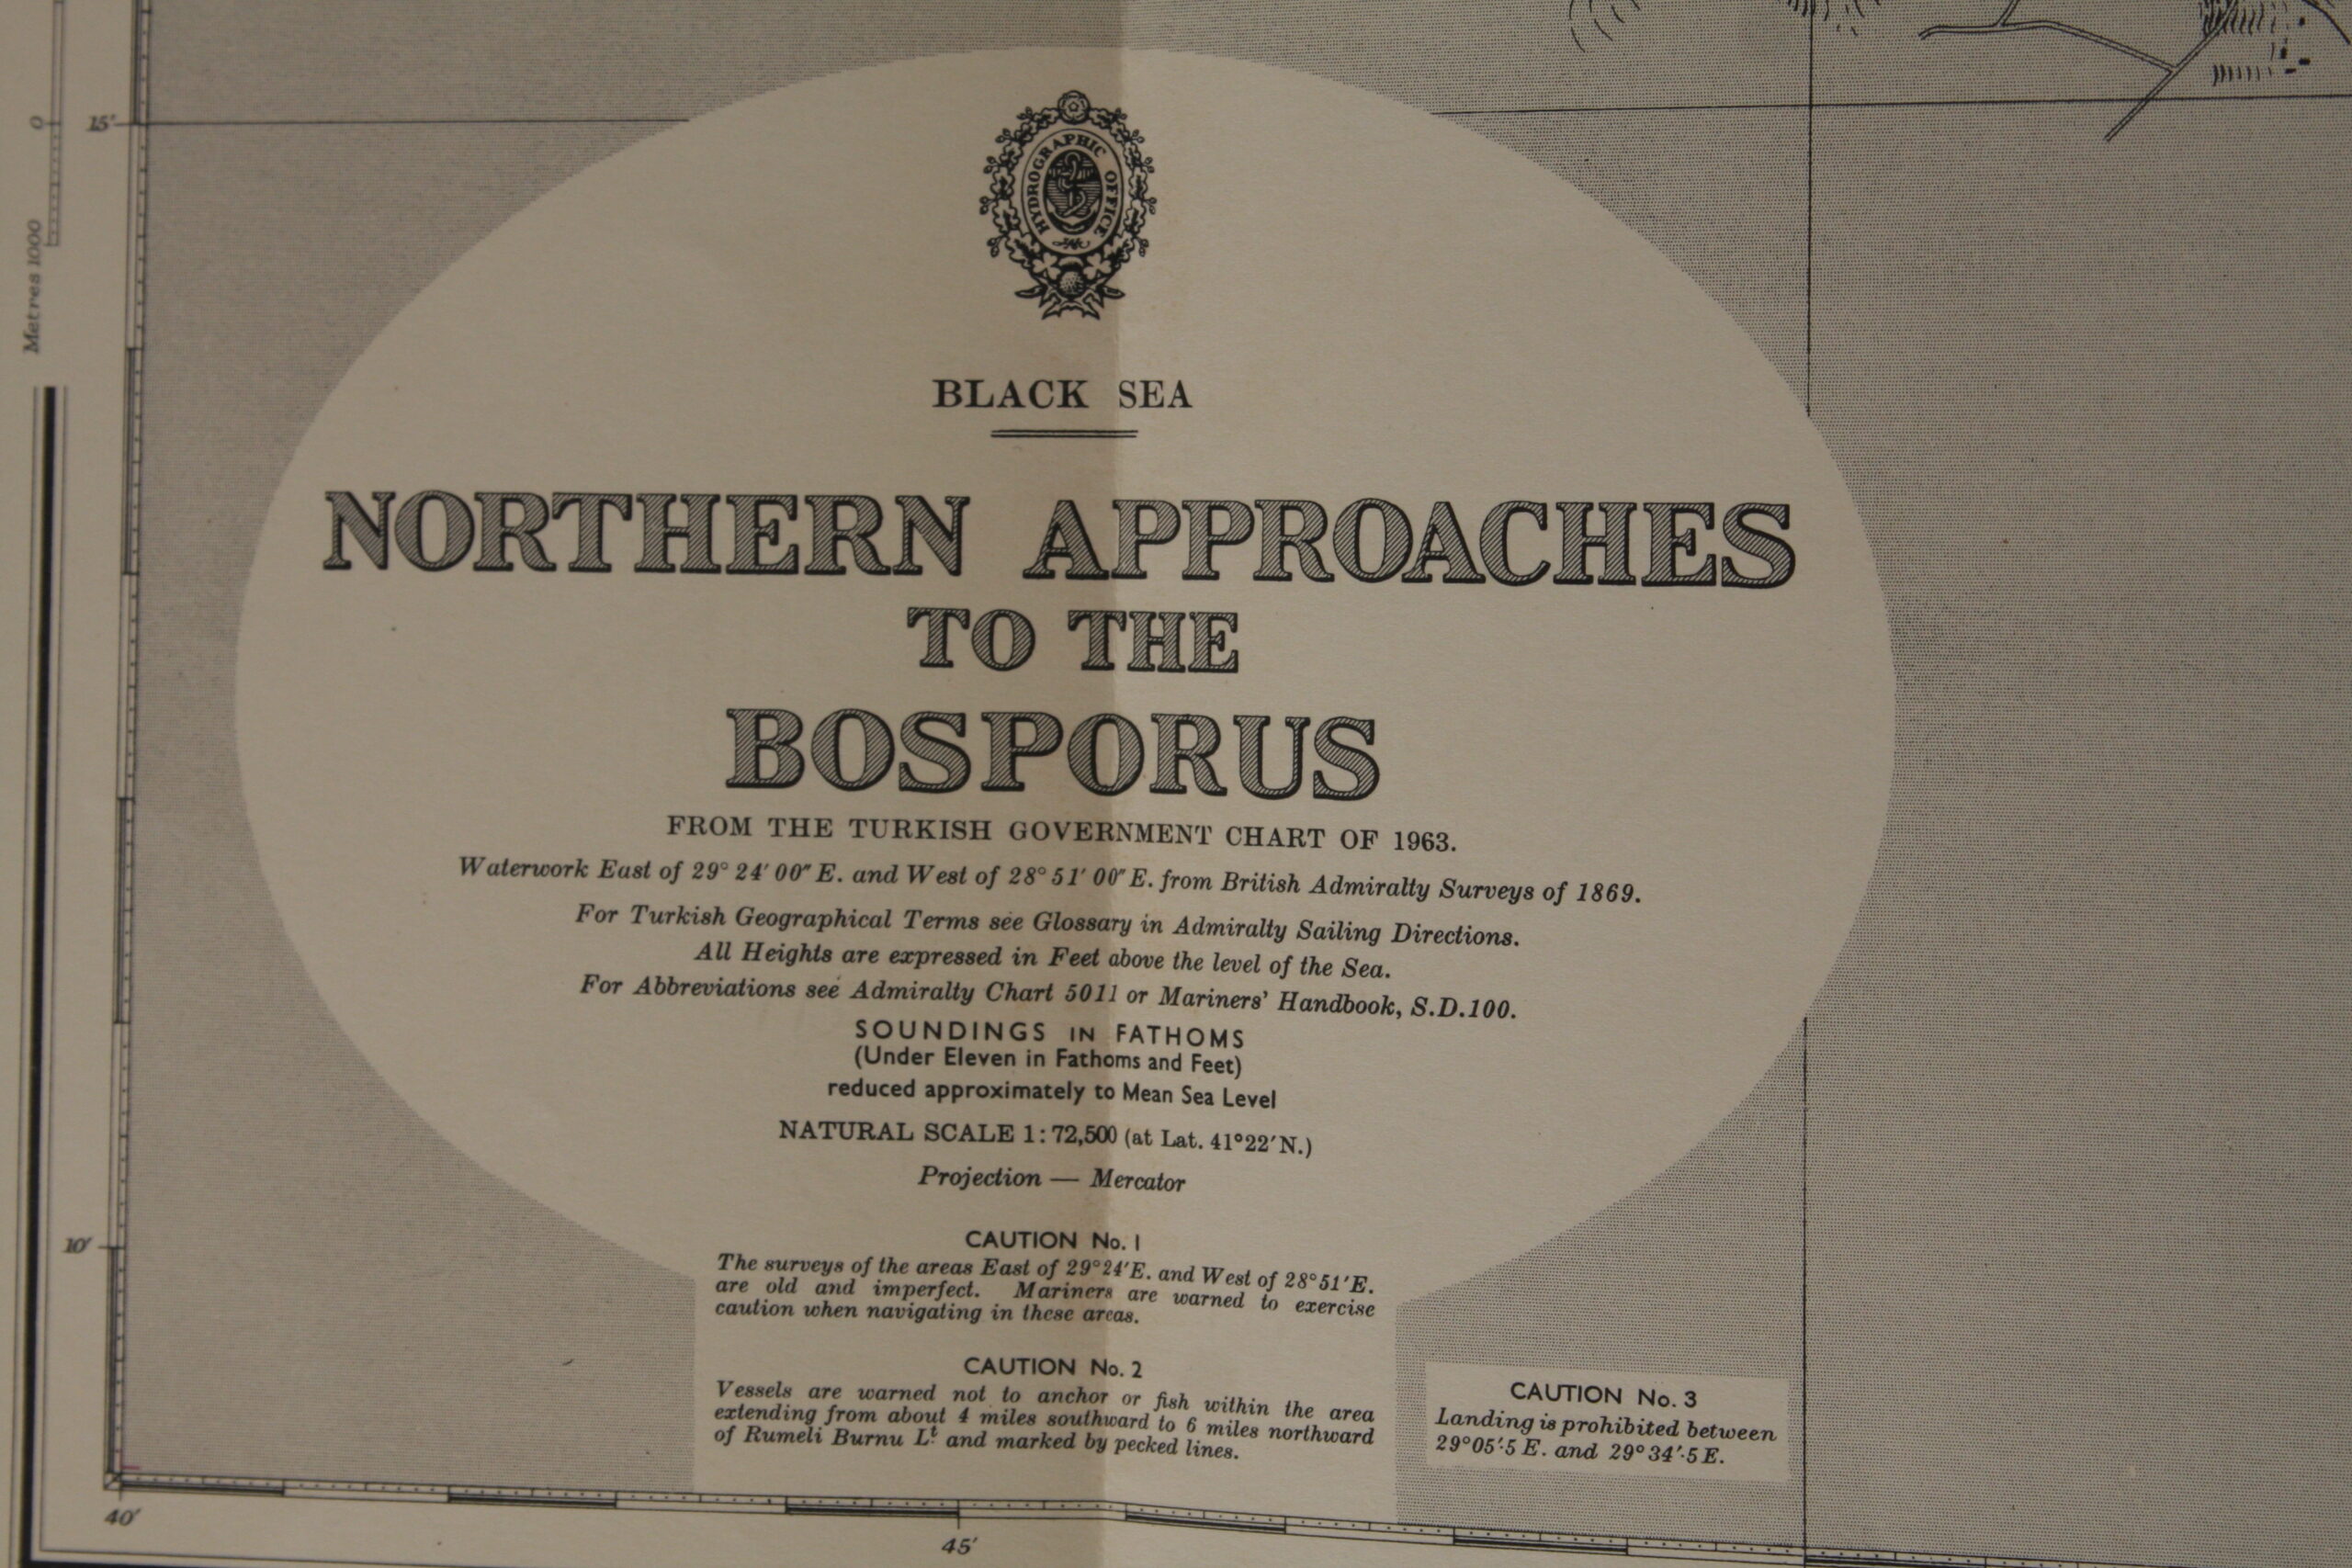 HYDROGRAPHIC OFFICE
BLACK SEA
NORTHERN APPROACHES
TO THE
BOSPORUS
FROM THE TURKISH GOVERNMENT CHART OF 1963.
Waterwork East of 29° 24′ 00″ E. and West of 28° 51′ 00″ E. from British Admiralty Surveys of 1869.
For Turkish Geographical Terms see Glossary in Admiralty Sailing Directions.
All Heights are expressed in Feet above the level of the Sea.
For Abbreviations see Admiralty Chart 5011 or Mariners' Handbook, S.D.100.
SOUNDINGS IN FATHOMS
(Under Eleven in Fathoms and Feet)
reduced approximately to Mean Sea Level
NATURAL SCALE 1:72,500 (at Lat. 41°22′N.)
Projection — Mercator
CAUTION No. 1
The surveys of the areas East of 29°24′E. and West of 28°51′E.
are old and imperfect. Mariners are warned to exercise
caution when navigating in these areas.
CAUTION No. 2
Vessels are warned not to anchor or fish within the area
extending from about 4 miles southward to 6 miles northward
of Rumeli Burnu Lt. and marked by pecked lines.
CAUTION No. 3
Landing is prohibited between
29°05′·5 E. and 29°34′·5 E.
0
15′
Metres 1000
10′
40′
45′